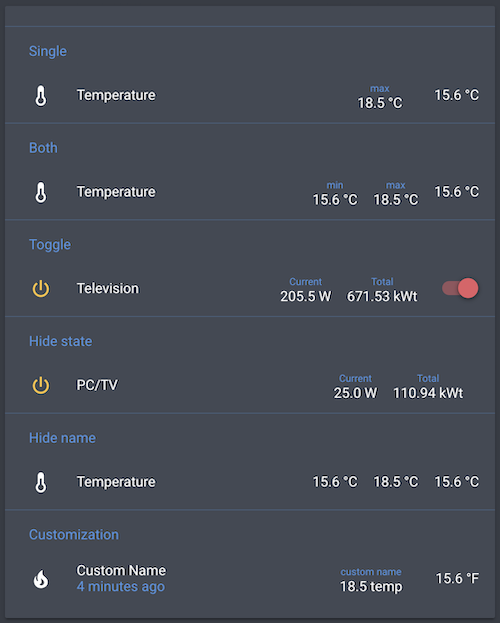 Single
Temperature max 18.5 °C 15.6 °C
Both
Temperature min 15.6 °C max 18.5 °C 15.6 °C
Toggle
Television Current 205.5 W Total 671.53 kWt
Hide state
PC/TV Current 25.0 W Total 110.94 kWt
Hide name
Temperature 15.6 °C 18.5 °C 15.6 °C
Customization
Custom Name custom name 18.5 temp 15.6 °F
4 minutes ago